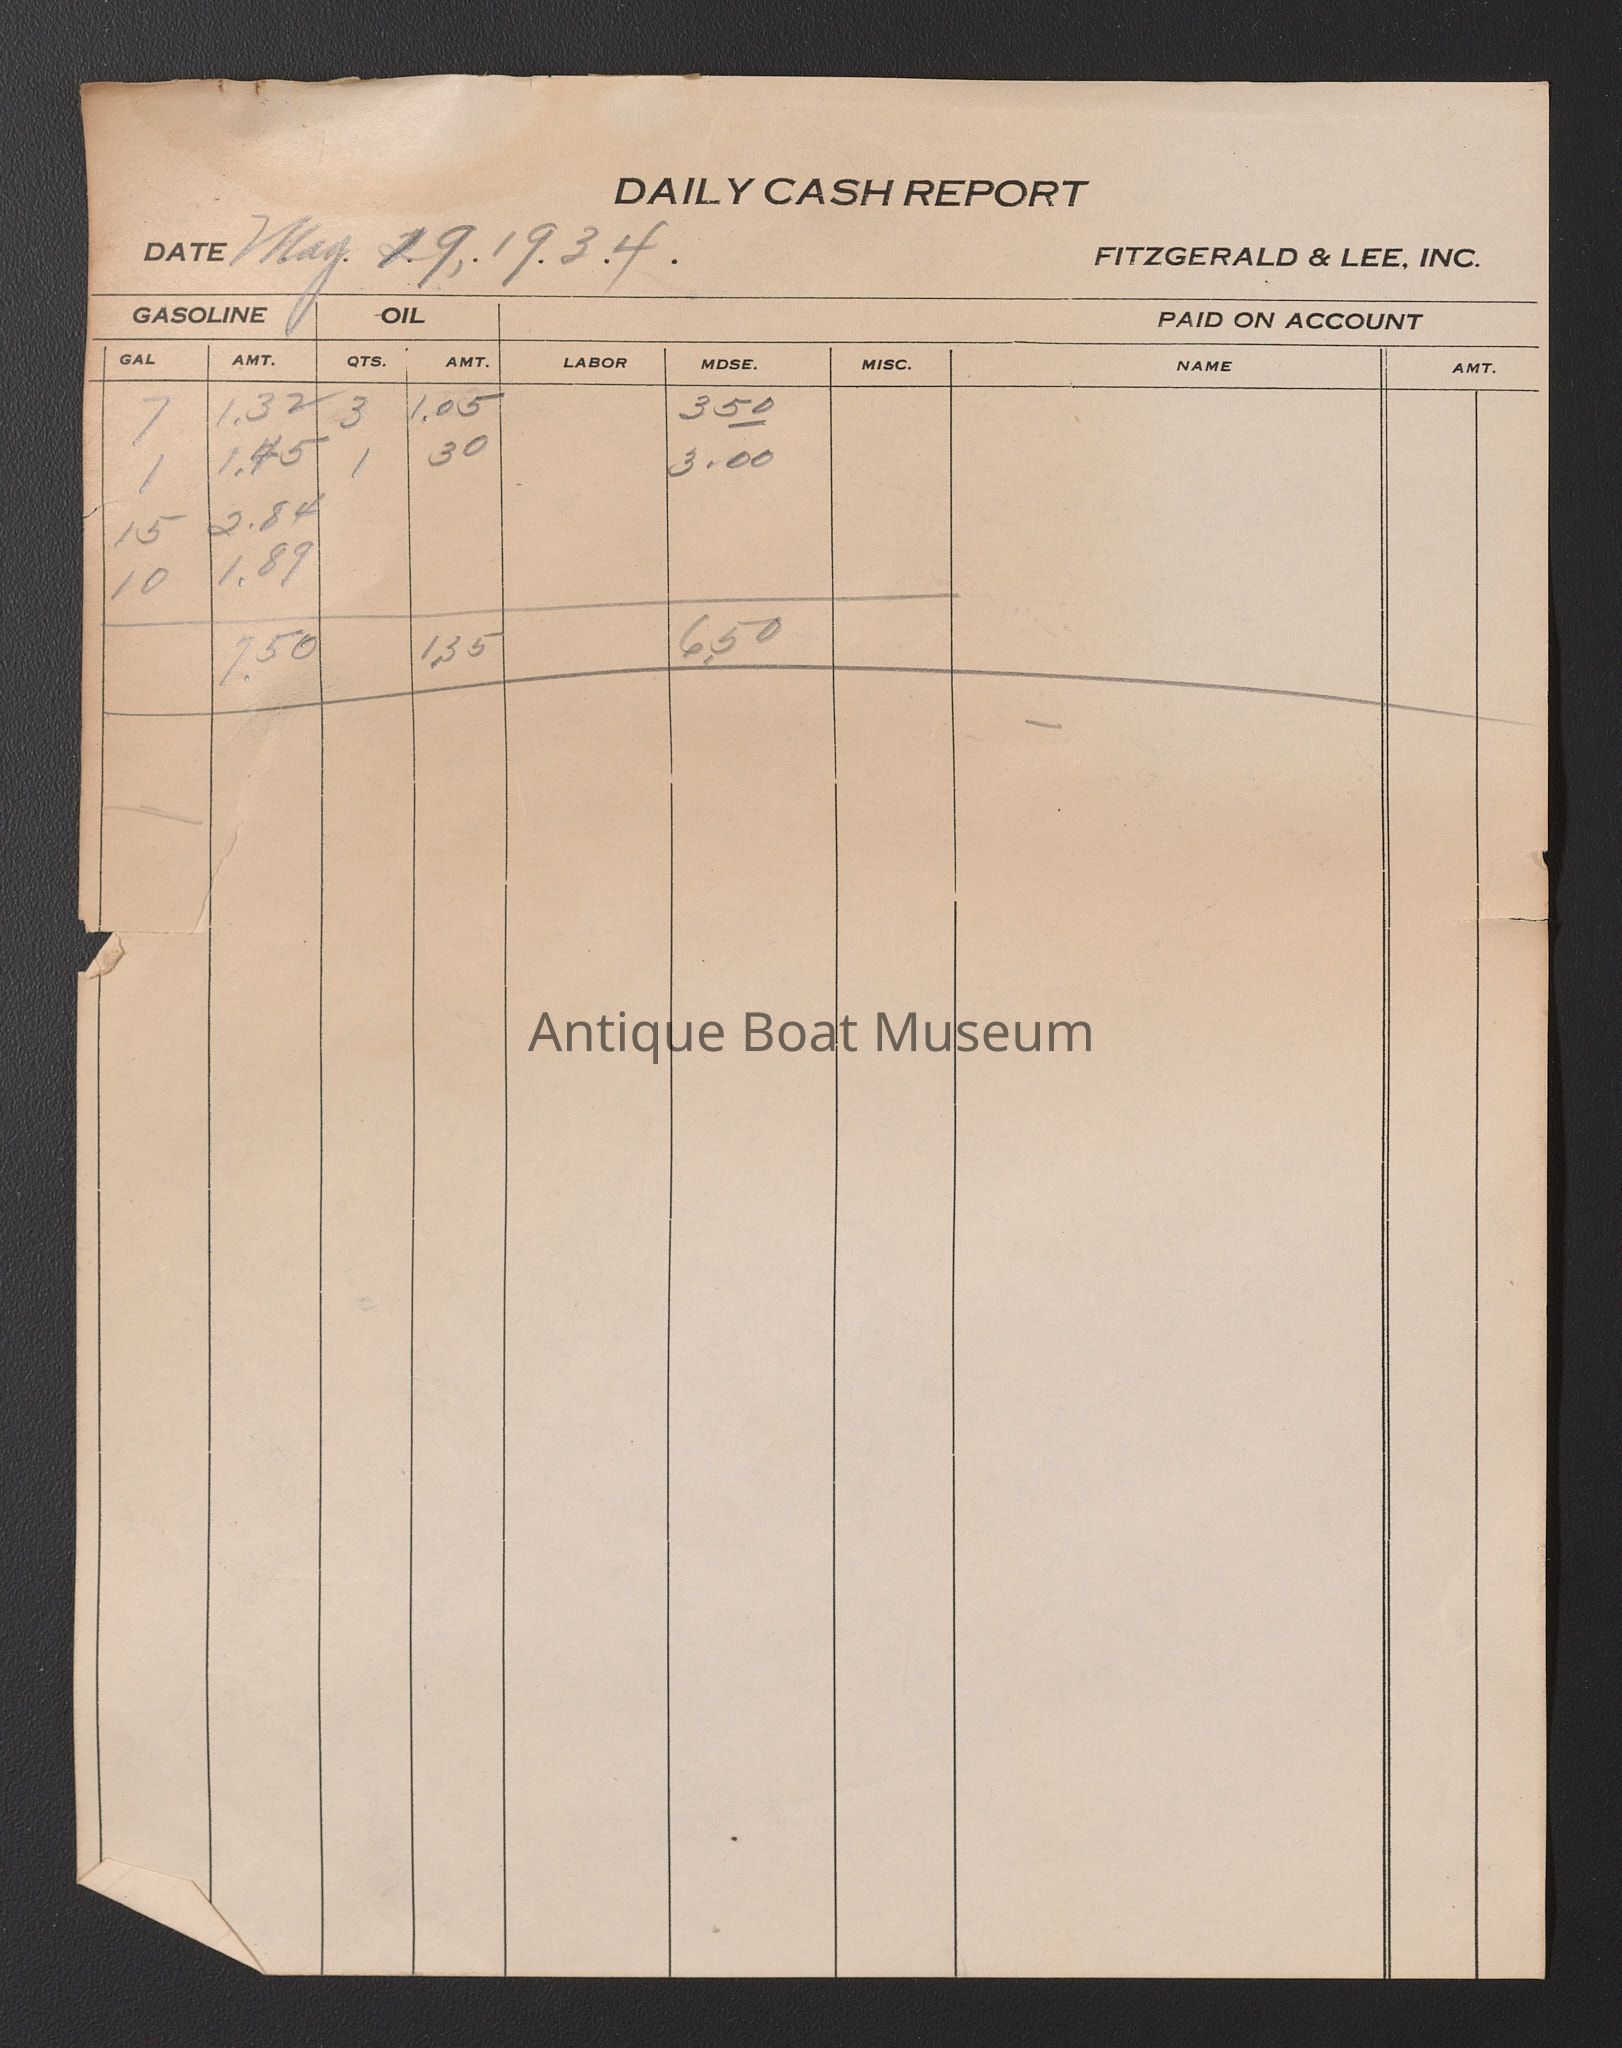 DAILY CASH REPORT
DATE May. 29, 1934.
FITZGERALD & LEE, INC.
GASOLINE OIL PAID ON ACCOUNT
GAL AMT. QTS. AMT. LABOR MDSE. MISC. NAME AMT.
7 1.32 3 1.05 350
1 1.45 1 30 3.00
15 2.84
10 1.89
7.50 1.35 6.50
Antique Boat Museum